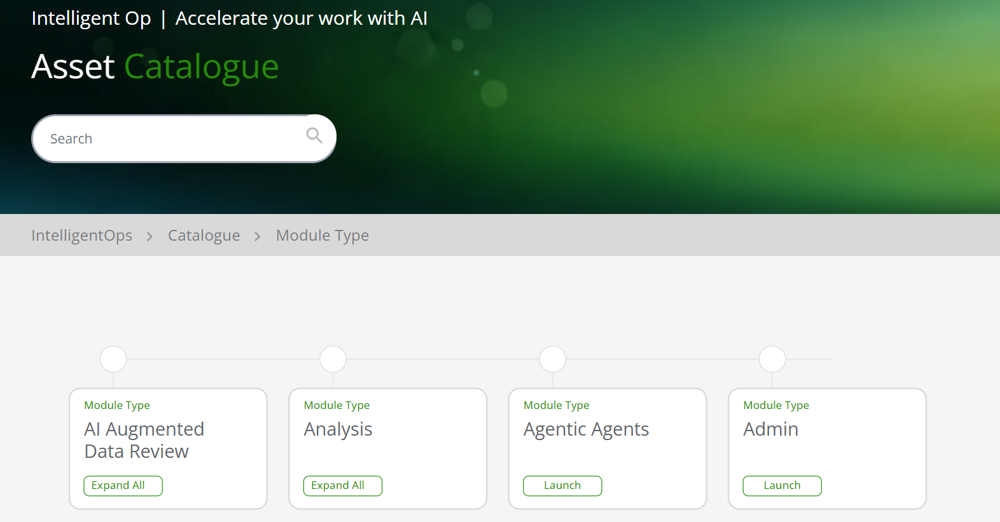 Intelligent Op | Accelerate your work with AI
Asset Catalogue
Search
IntelligentOps > Catalogue > Module Type
Module Type
AI Augmented
Data Review
Expand All
Module Type
Analysis
Expand All
Module Type
Agentic Agents
Launch
Module Type
Admin
Launch